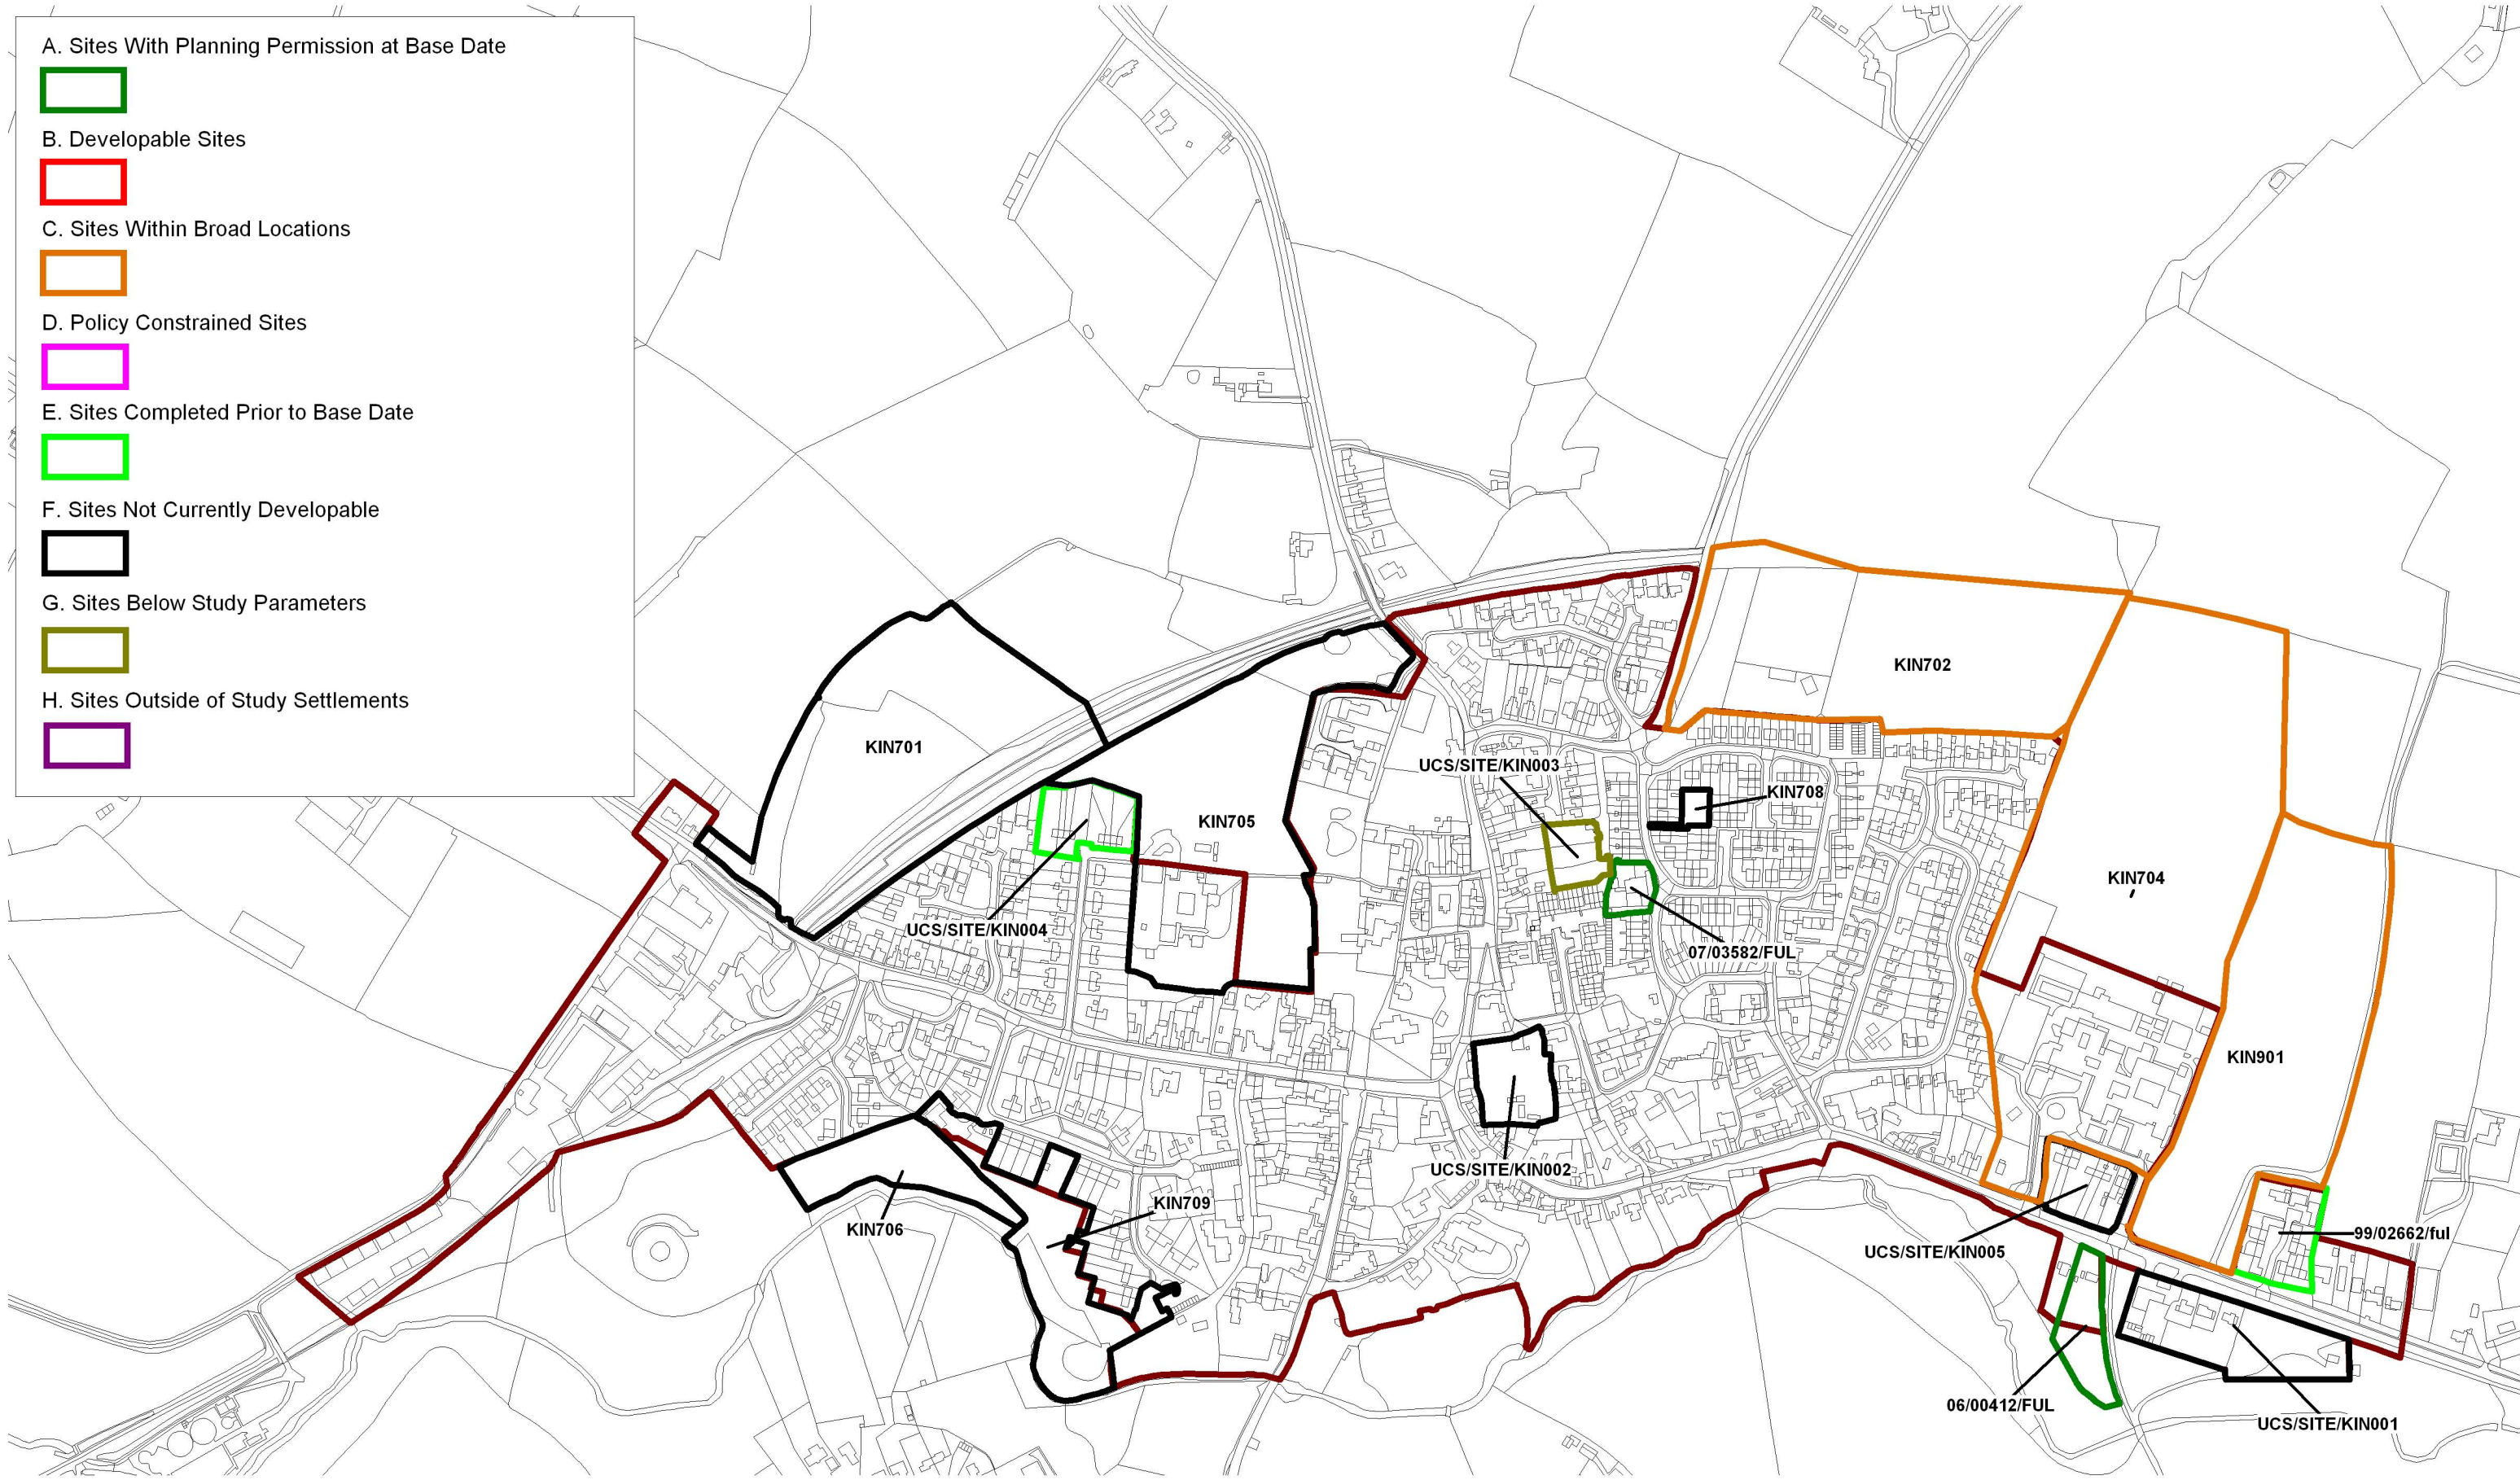 A. Sites With Planning Permission at Base Date
B. Developable Sites
C. Sites Within Broad Locations
D. Policy Constrained Sites
E. Sites Completed Prior to Base Date
F. Sites Not Currently Developable
G. Sites Below Study Parameters
H. Sites Outside of Study Settlements
KIN702
KIN701
UCS/SITE/KIN003
KIN708
KIN705
KIN704
UCS/SITE/KIN004
07/03582/FUL
KIN901
UCS/SITE/KIN002
KIN709
KIN706
99/02662/ful
UCS/SITE/KIN005
06/00412/FUL
UCS/SITE/KIN001